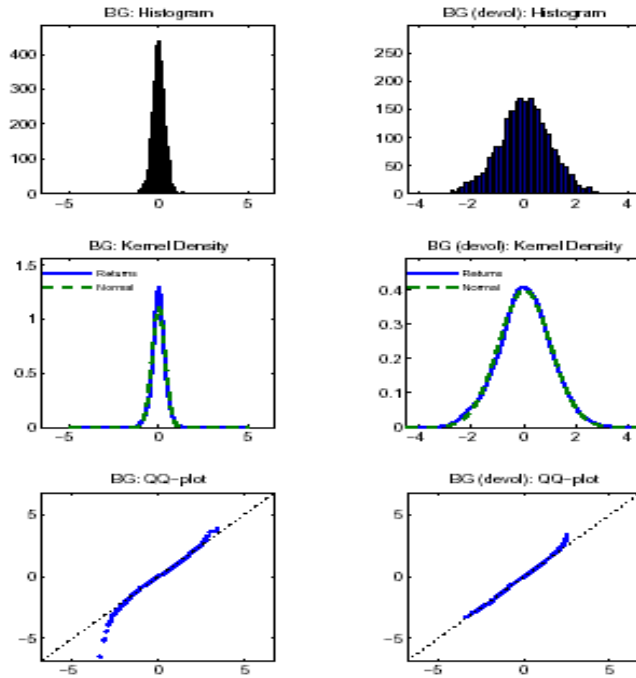 BG: Histogram
400
300
200
100
0
−5 0 5
BG (devol): Histogram
250
200
150
100
50
0
−4 −2 0 2 4
BG: Kernel Density
1.5
1
0.5
0
Returns
Normal
−5 0 5
BG (devol): Kernel Density
0.4
0.3
0.2
0.1
0
Returns
Normal
−4 −2 0 2 4
BG: QQ−plot
5
0
−5
−5 0 5
BG (devol): QQ−plot
5
0
−5
−5 0 5